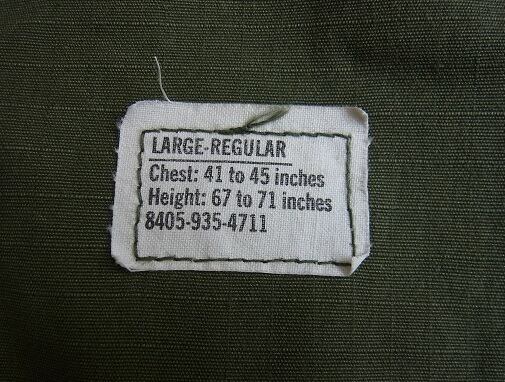 LARGE-REGULAR
Chest: 41 to 45 inches
Height: 67 to 71 inches
8405-935-4711